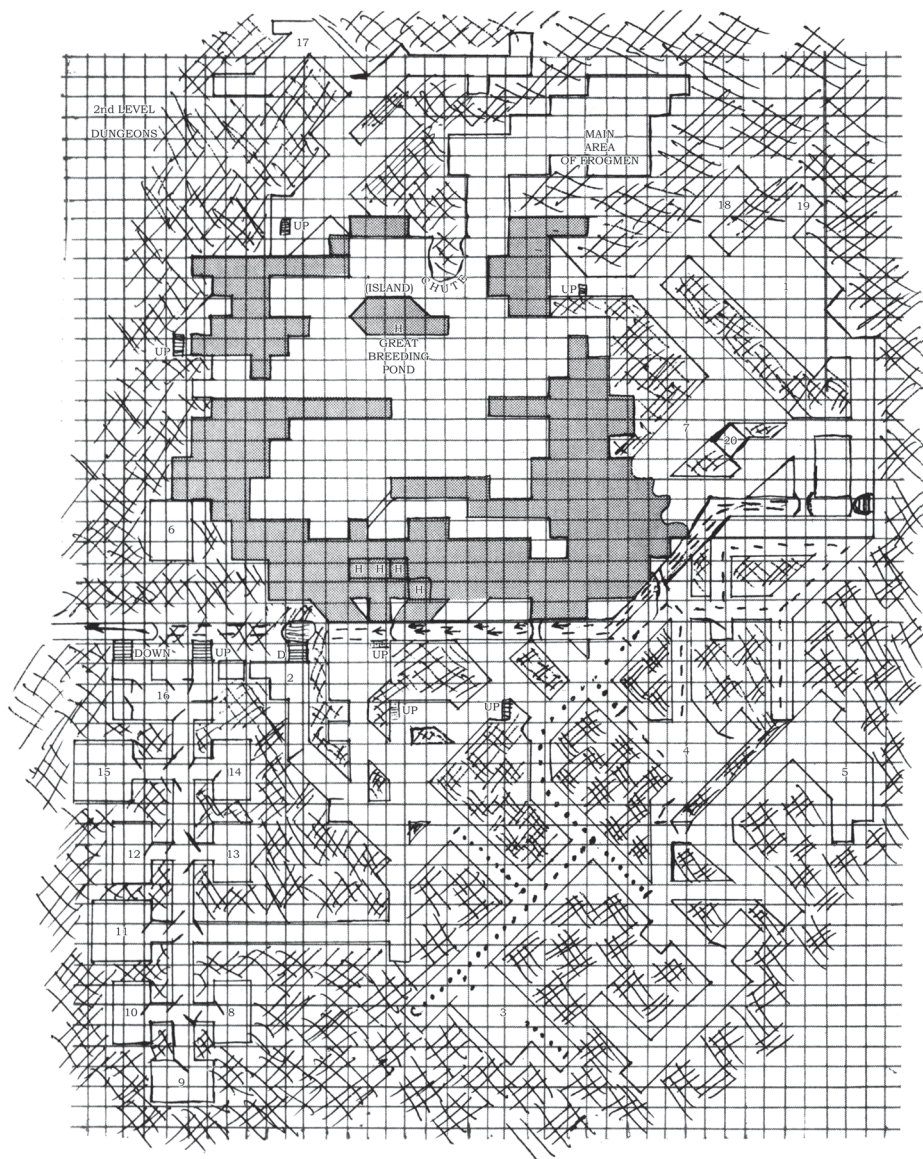 17
2nd LEVEL
DUNGEONS
MAIN
AREA
OF FROGMEN
18
19
UP
CHUTE
(ISLAND)
UP
1
H
GREAT
BREEDING
POND
UP
7
20
6
H
H
H
H
DOWN
UP
D
UP
2
16
UP
UP
4
15
14
5
12
13
11
10
8
3
9